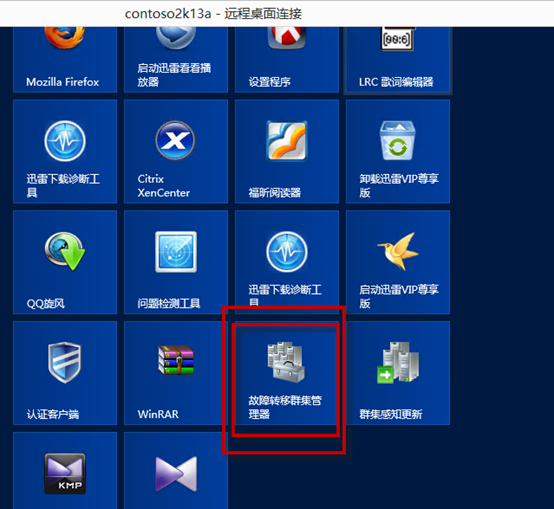 contoso2k13a - 远程桌面连接
Mozilla Firefox
启动迅雷看看播
放器
设置程序
[00:6]
LRC 歌词编辑器
迅雷下载诊断工
具
Citrix
XenCenter
福昕阅读器
卸载迅雷VIP尊享
版
QQ旋风
问题检测工具
迅雷下载诊断工
具
启动迅雷VIP尊享
版
认证客户端
WinRAR
故障转移群集管
理器
群集感知更新
KMP